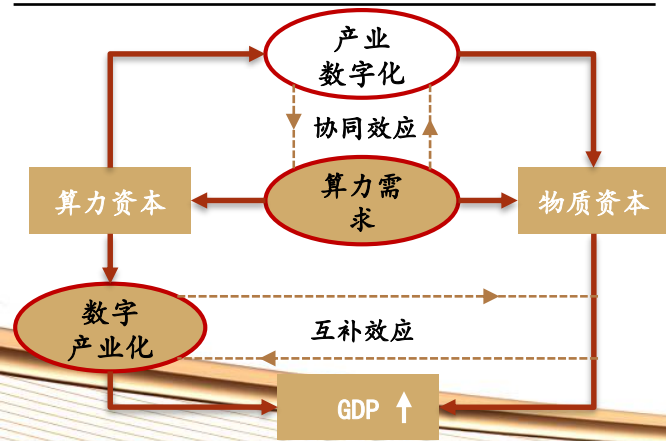 产业
数字化
协同效应
算力资本
算力需
求
物质资本
数字
产业化
互补效应
GDP ↑